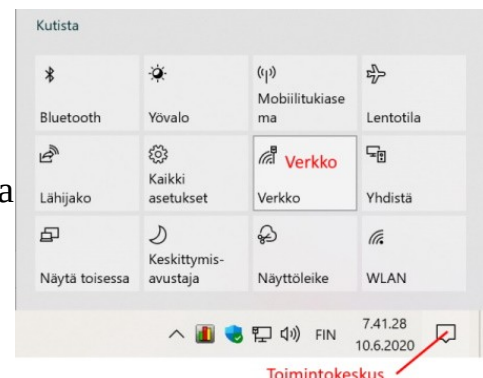 Kutista
Bluetooth
Yövalo
Mobiilitukiase
ma
Lentotila
a
Lähijako
Kaikki
asetukset
Verkko
Verkko
Yhdistä
Näytä toisessa
Keskittymis-
avustaja
Näyttöleike
WLAN
FIN
7.41.28
10.6.2020
Toimintokeskus